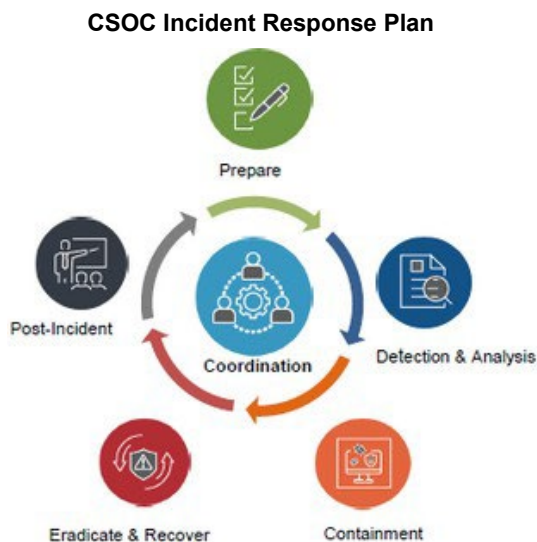 CSOC Incident Response Plan
Prepare
Post-Incident
Coordination
Detection & Analysis
Eradicate & Recover
Containment